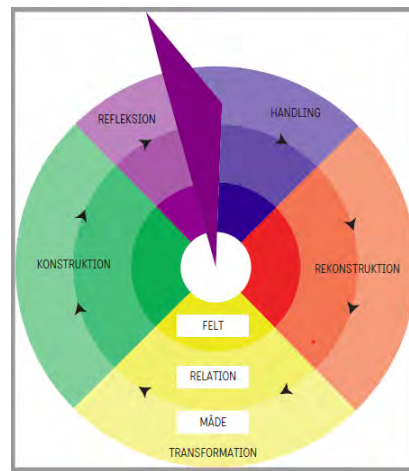 REFLEKSION
HANDLING
KONSTRUKTION
REKONSTRUKTION
FELT
RELATION
MÅDE
TRANSFORMATION